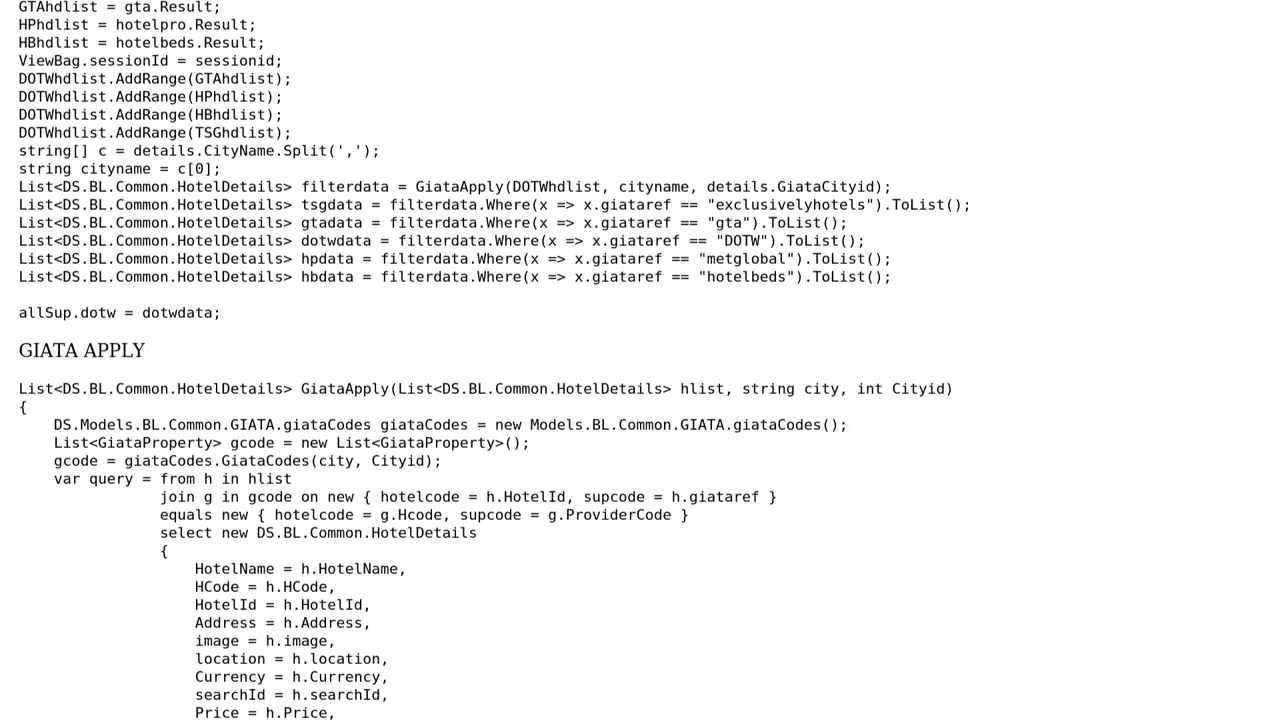 GTAhdlist = gta.Result;
HPhdlist = hotelpro.Result;
HBhdlist = hotelbeds.Result;
ViewBag.sessionId = sessionid;
DOTWhdlist.AddRange(GTAhdlist);
DOTWhdlist.AddRange(HPhdlist);
DOTWhdlist.AddRange(HBhdlist);
DOTWhdlist.AddRange(TSGhdlist);
string[] c = details.CityName.Split(',');
string cityname = c[0];
List<DS.BL.Common.HotelDetails> filterdata = GiataApply(DOTWhdlist, cityname, details.GiataCityid);
List<DS.BL.Common.HotelDetails> tsgdata = filterdata.Where(x => x.giataref == "exclusivelyhotels").ToList();
List<DS.BL.Common.HotelDetails> gtadata = filterdata.Where(x => x.giataref == "gta").ToList();
List<DS.BL.Common.HotelDetails> dotwdata = filterdata.Where(x => x.giataref == "DOTW").ToList();
List<DS.BL.Common.HotelDetails> hpdata = filterdata.Where(x => x.giataref == "metglobal").ToList();
List<DS.BL.Common.HotelDetails> hbdata = filterdata.Where(x => x.giataref == "hotelbeds").ToList();
allSup.dotw = dotwdata;
GIATA APPLY
List<DS.BL.Common.HotelDetails> GiataApply(List<DS.BL.Common.HotelDetails> hlist, string city, int Cityid)
{
    DS.Models.BL.Common.GIATA.giataCodes giataCodes = new Models.BL.Common.GIATA.giataCodes();
    List<GiataProperty> gcode = new List<GiataProperty>();
    gcode = giataCodes.GiataCodes(city, Cityid);
    var query = from h in hlist
                join g in gcode on new { hotelcode = h.HotelId, supcode = h.giataref }
                equals new { hotelcode = g.Hcode, supcode = g.ProviderCode }
                select new DS.BL.Common.HotelDetails
                {
                    HotelName = h.HotelName,
                    HCode = h.HCode,
                    HotelId = h.HotelId,
                    Address = h.Address,
                    image = h.image,
                    location = h.location,
                    Currency = h.Currency,
                    searchId = h.searchId,
                    Price = h.Price,